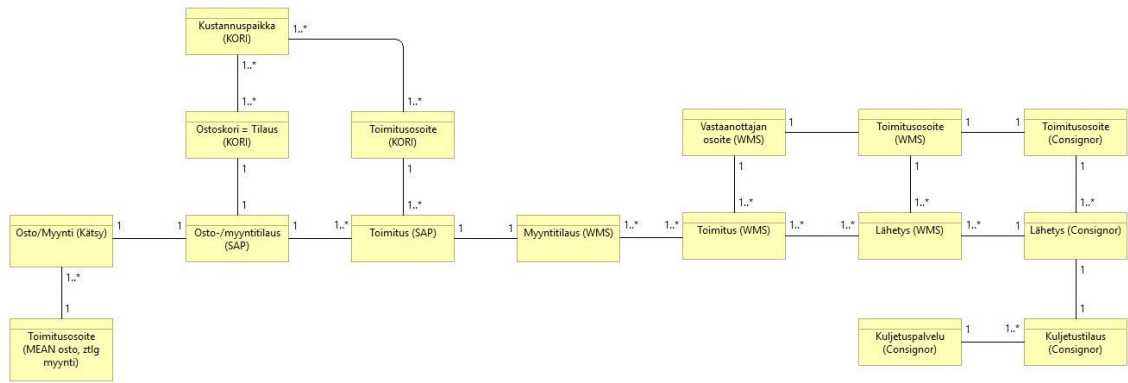 Kustannuspaikka
(KORI)
1..*
1..*
1..*
1..*
Ostoskori = Tilaus
(KORI)
Toimitusosoite
(KORI)
Vastaanottajan
osoite (WMS)
1
1
Toimitusosoite
(WMS)
1
1
Toimitusosoite
(Consignor)
1
1
1
1
1
1
1..*
1..*
1..*
1..*
Osto/Myynti (Kätsy)
1
1
Osto-/myyntitilaus
(SAP)
1
1..*
Toimitus (SAP)
1
1
Myyntitilaus (WMS)
1..*
1..*
Toimitus (WMS)
1..*
1..*
Lähetys (WMS)
1..*
1
Lähetys (Consignor)
1..*
1
1
1
Toimitusosoite
(MEAN osto, ztlg
myynti)
Kuljetuspalvelu
(Consignor)
1
1..*
Kuljetustilaus
(Consignor)